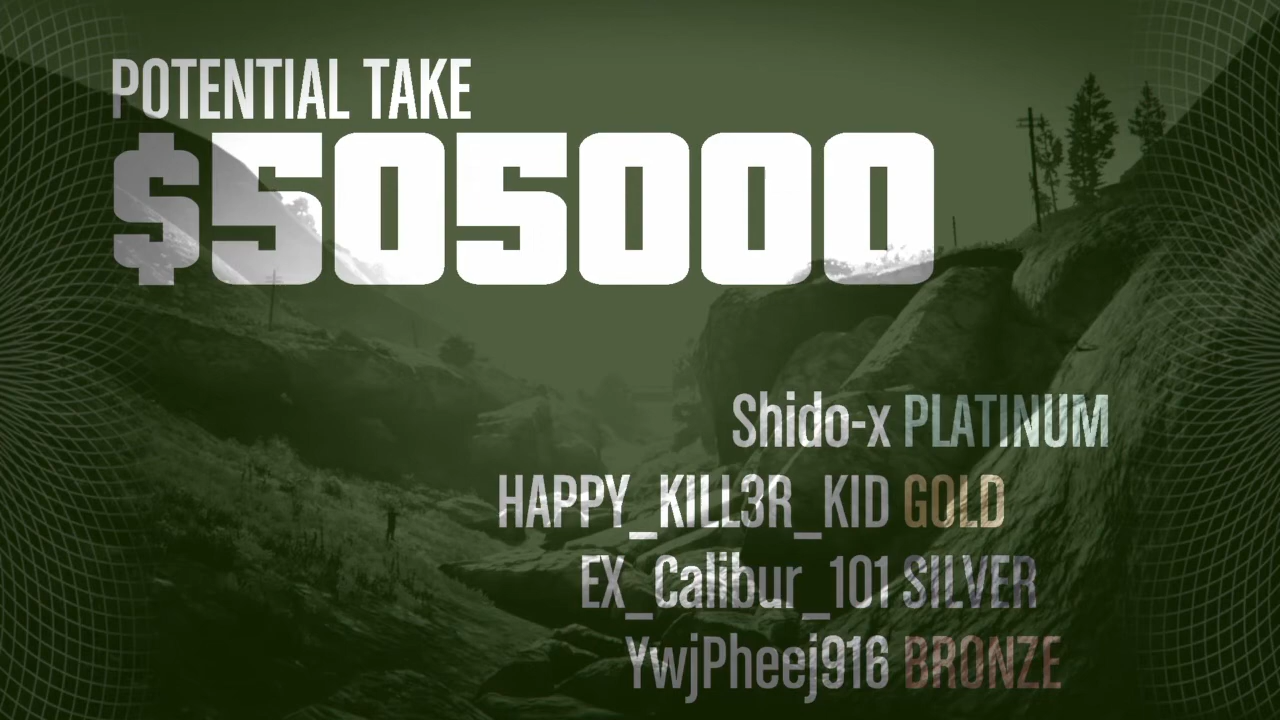 POTENTIAL TAKE
$505000
Shido-x PLATINUM
HAPPY_KILL3R_KID GOLD
EX_Calibur_101 SILVER
YwjPheej916 BRONZE